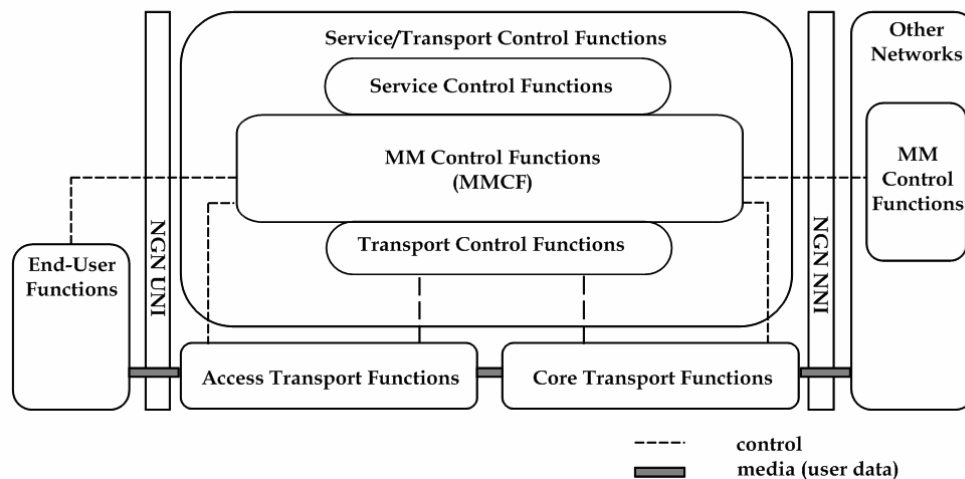 Service/Transport Control Functions
Service Control Functions
MM Control Functions
(MMCF)
Transport Control Functions
Other
Networks
MM
Control
Functions
End-User
Functions
NGN UNI
NGN NNI
Access Transport Functions
Core Transport Functions
control
media (user data)